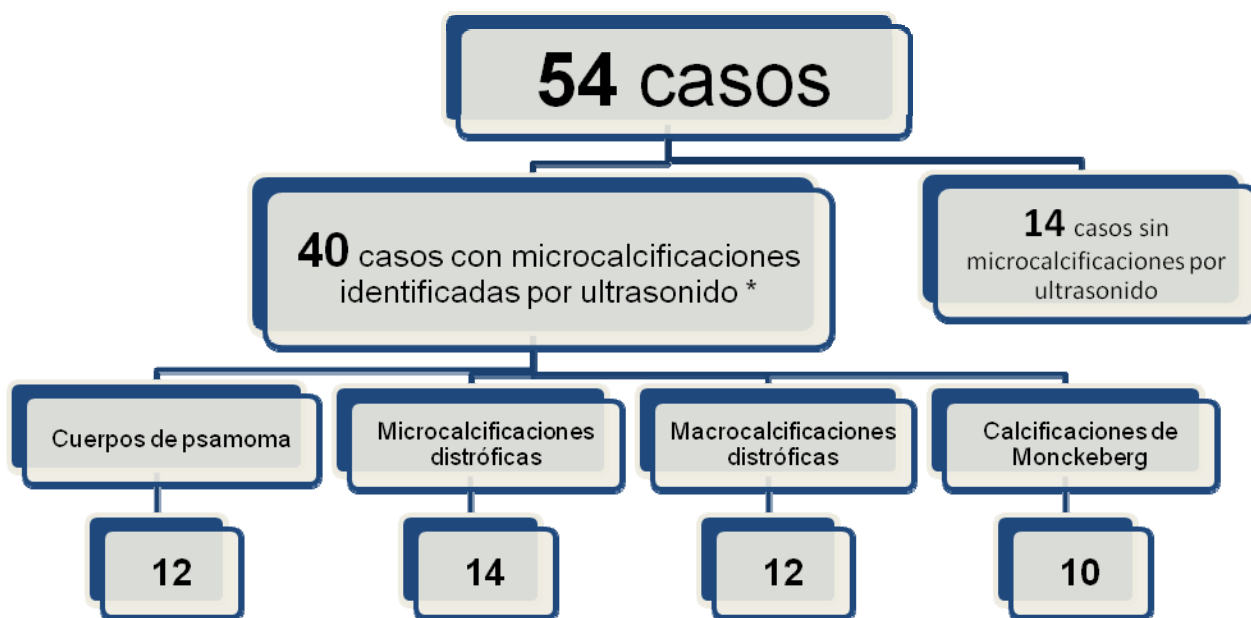 54 casos
40 casos con microcalcificaciones
identificadas por ultrasonido *
14 casos sin
microcalcificaciones por
ultrasonido
Cuerpos de psamoma
Microcalcificaciones
distróficas
Macrocalcificaciones
distróficas
Calcificaciones de
Monckeberg
12
14
12
10